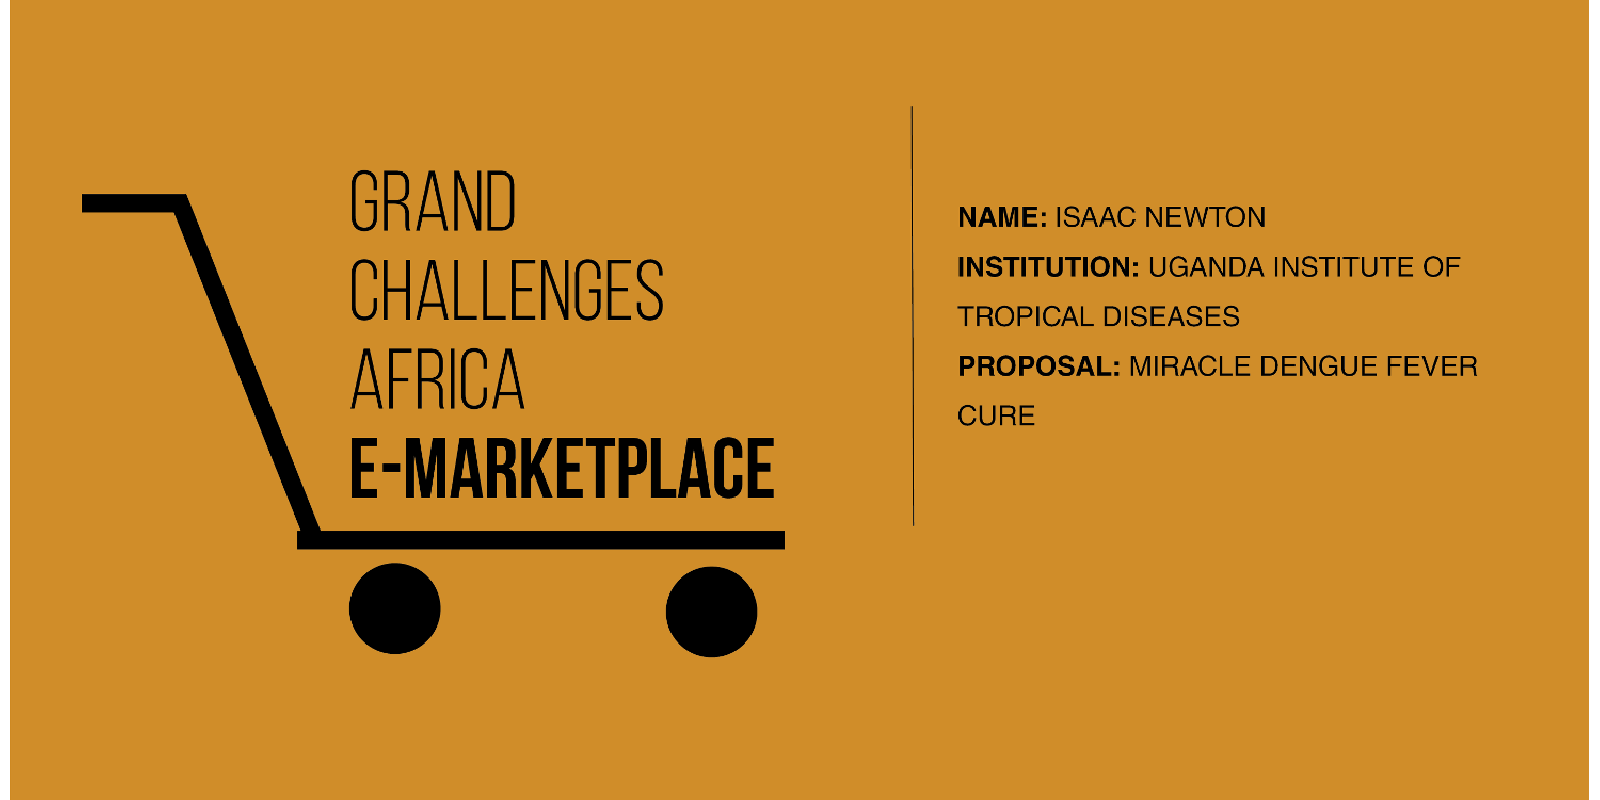 GRAND
CHALLENGES
AFRICA
E-MARKETPLACE
NAME: ISAAC NEWTON
INSTITUTION: UGANDA INSTITUTE OF
TROPICAL DISEASES
PROPOSAL: MIRACLE DENGUE FEVER
CURE